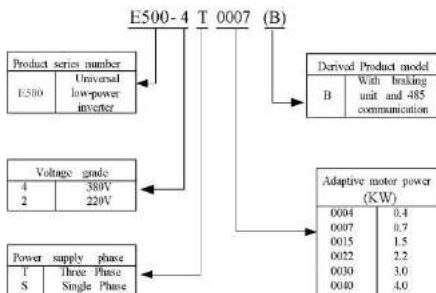 E500-4 T 0007 (B)
Product series number
E500 Universal low-power inverter
Derived Product model
B With braking unit and 485 communication
Voltage grade
4 380V
2 220V
Adaptive motor power (KW)
0004 0.4
0007 0.7
0015 1.5
0022 2.2
0030 3.0
0040 4.0
Power supply phase
T Three Phase
S Single Phase